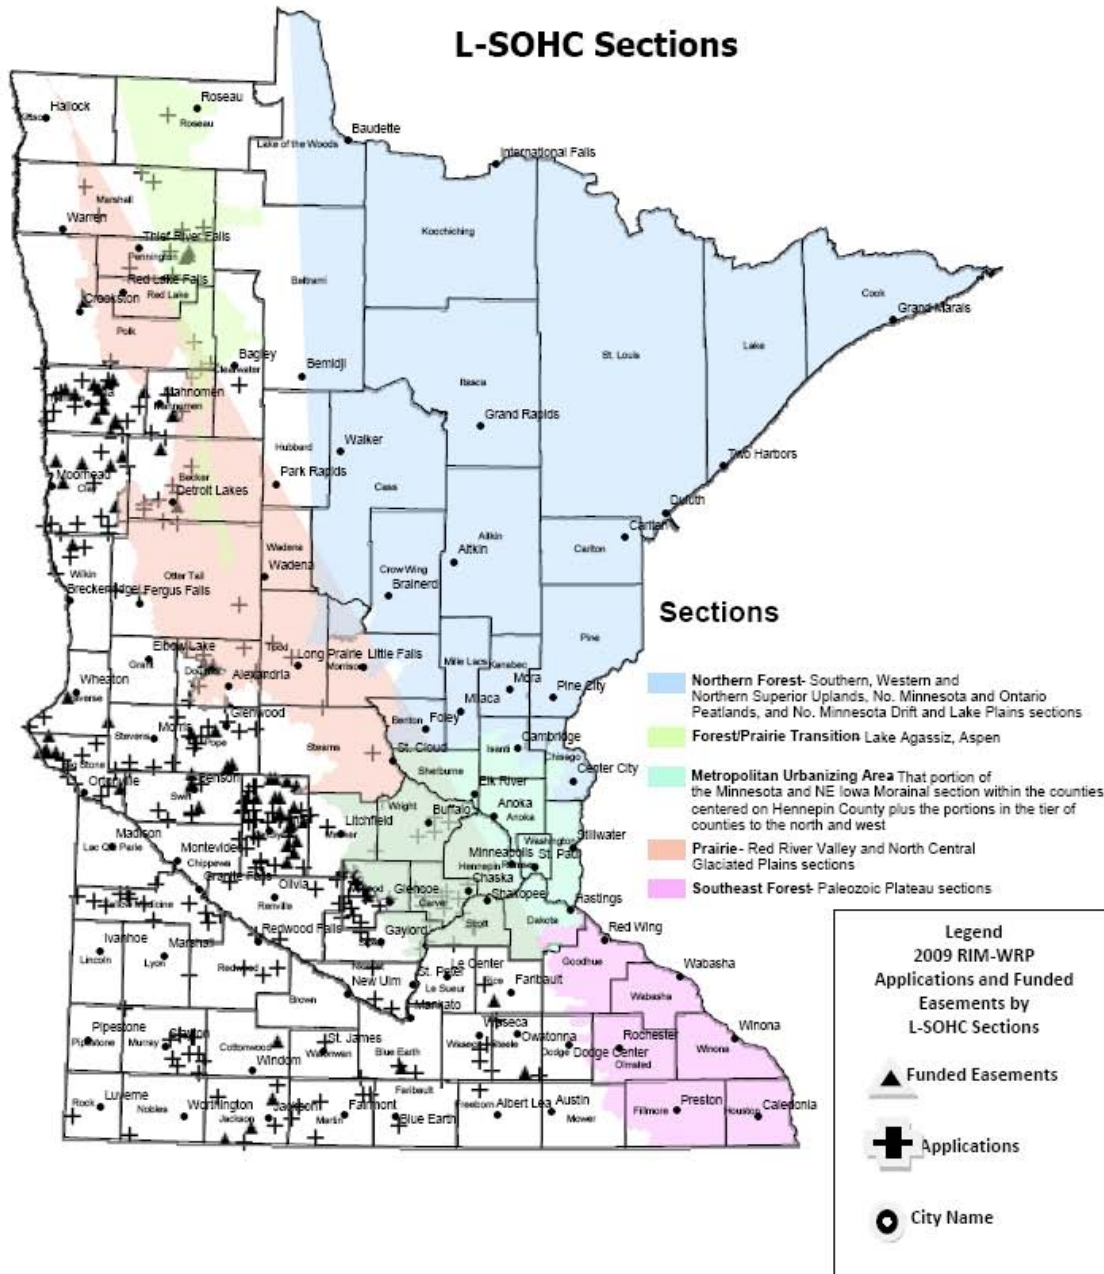 L-SOHC Sections
Hallock
Roseau
Roseau
Baudette
Lake of the Woods
International Falls
Marshall
Warren
Koochiching
Thief River Falls
Pennington
Red Lake Falls
Red Lake
Beltrami
Cook
Crookston
Grand Marais
Polk
St. Louis
Lake
Bagley
Clearwater
Bemidji
Itasca
Grand Rapids
Hubbard
Walker
Park Rapids
Two Harbors
Cass
Moorhead
Clay
Becker
Detroit Lakes
Duluth
Carlton
Aitkin
Carlton
Aitkin
Wadena
Wadena
Crow Wing
Brainerd
Wilkin
Otter Tail
Breckenridge
Fergus Falls
Pine
Elbow Lake
Grant
Todd
Long Prairie
Little Falls
Morrison
Mille Lacs
Kanabec
Mora
Pine City
Wheaton
Alexandria
Milaca
Glenwood
Benton
Foley
Stevens
Morris
Pope
Stearns
St. Cloud
Isanti
Cambridge
Chisago
Center City
Sherburne
Elk River
Benson
Swift
Wright
Buffalo
Anoka
Anoka
Litchfield
Madison
Lac Qui Parle
Montevideo
Chippewa
Washington
Stillwater
Minneapolis
Hennepin
St. Paul
Granite Falls
Olivia
Renville
Glencoe
Chaska
Carver
Shakopee
Hastings
Dakota
Scott
Red Wing
Redwood Falls
Gaylord
Ivanhoe
Lincoln
Marshall
Lyon
Redwood
Goodhue
Le Center
Le Sueur
Rice
Faribault
St. Peter
New Ulm
Wabasha
Wabasha
Brown
Mankato
Pipestone
Pipestone
Murray
Slayton
Cottonwood
Windom
St. James
Watonwan
Blue Earth
Waseca
Waseca
Steele
Owatonna
Dodge
Dodge Center
Rochester
Olmsted
Winona
Winona
Luverne
Rock
Nobles
Worthington
Jackson
Jackson
Fairmont
Martin
Faribault
Blue Earth
Freeborn
Albert Lea
Austin
Mower
Fillmore
Preston
Houston
Caledonia
Sections
Northern Forest- Southern, Western and
Northern Superior Uplands, No. Minnesota and Ontario
Peatlands, and No. Minnesota Drift and Lake Plains sections
Forest/Prairie Transition Lake Agassiz, Aspen
Metropolitan Urbanizing Area That portion of
the Minnesota and NE Iowa Morainal section within the counties
centered on Hennepin County plus the portions in the tier of
counties to the north and west
Prairie- Red River Valley and North Central
Glaciated Plains sections
Southeast Forest- Paleozoic Plateau sections
Legend
2009 RIM-WRP
Applications and Funded
Easements by
L-SOHC Sections
Funded Easements
Applications
City Name